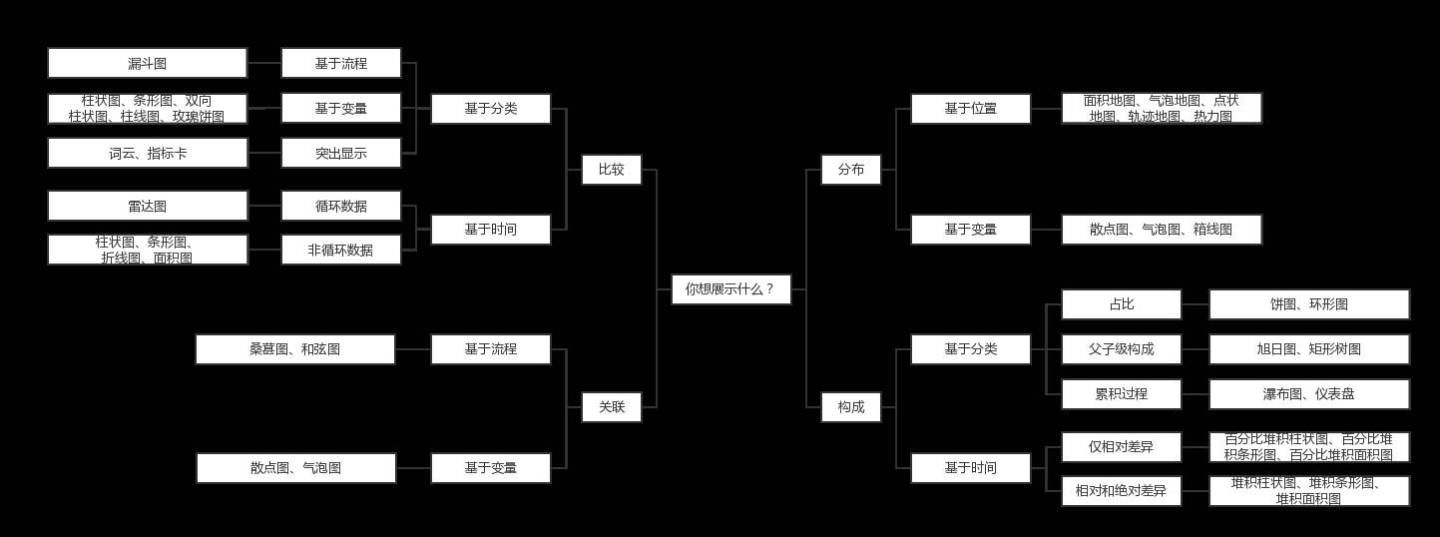 漏斗图
基于流程
柱状图、条形图、双向
柱状图、柱线图、玫瑰饼图
基于变量
基于分类
词云、指标卡
突出显示
比较
雷达图
循环数据
基于时间
柱状图、条形图、
折线图、面积图
非循环数据
你想展示什么？
桑葚图、和弦图
基于流程
关联
散点图、气泡图
基于变量
分布
基于位置
面积地图、气泡地图、点状
地图、轨迹地图、热力图
基于变量
散点图、气泡图、箱线图
构成
基于分类
占比
饼图、环形图
父子级构成
旭日图、矩形树图
累积过程
瀑布图、仪表盘
基于时间
仅相对差异
百分比堆积柱状图、百分比堆
积条形图、百分比堆积面积图
相对和绝对差异
堆积柱状图、堆积条形图、
堆积面积图